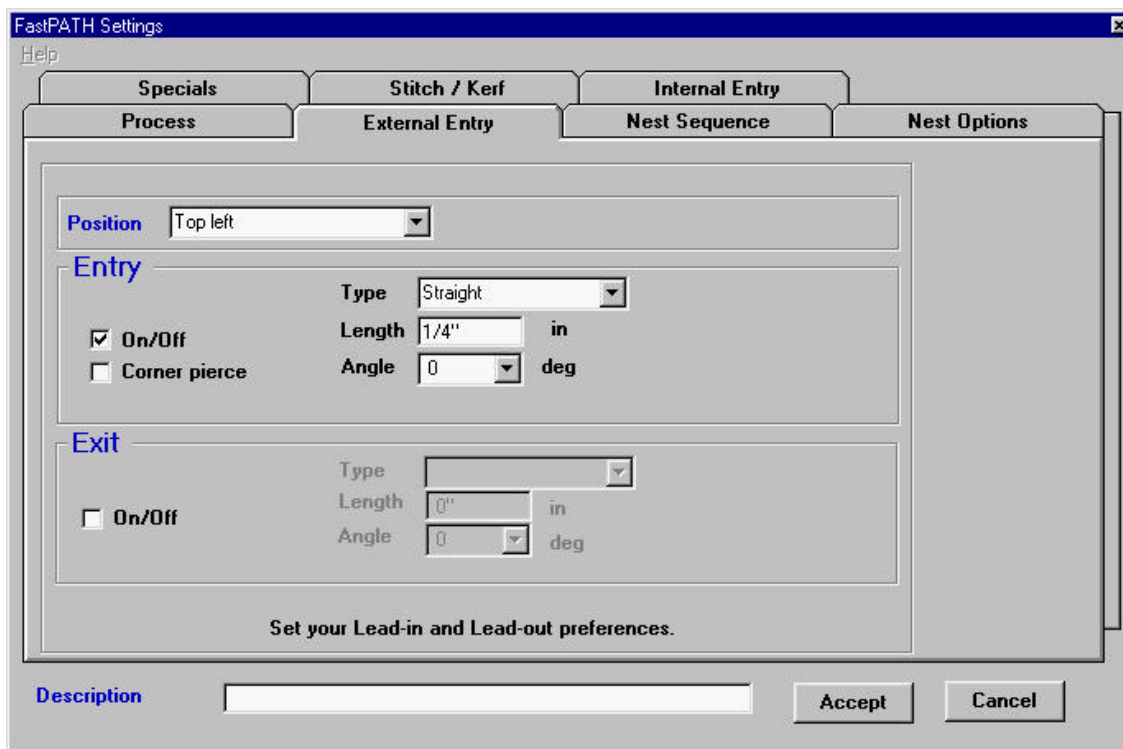 FastPATH Settings
Help
Specials Stitch / Kerf Internal Entry
Process External Entry Nest Sequence Nest Options
Position Top left
Entry
Type Straight
On/Off Length 1/4" in
Corner pierce Angle 0 deg
Exit
Type
Length 0" in
On/Off
Angle 0 deg
Set your Lead-in and Lead-out preferences.
Description Accept Cancel